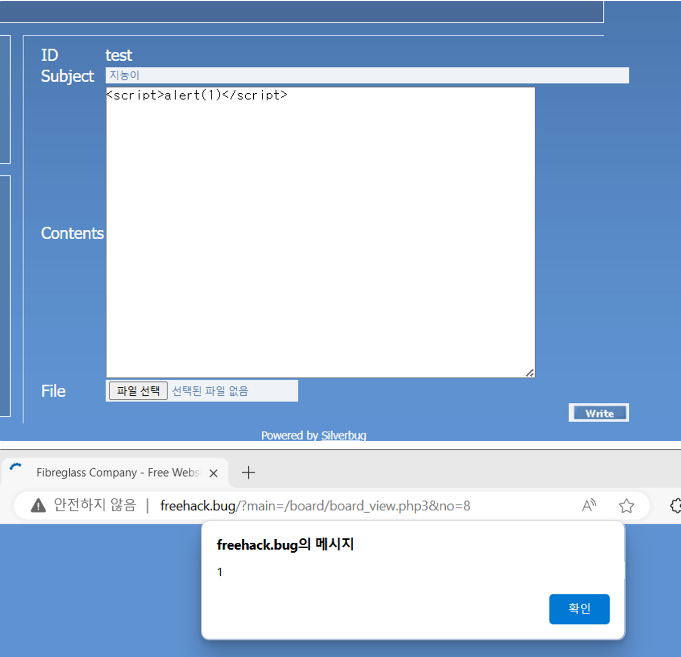 ID test
Subject 지농이
<script>alert(1)</script>
Contents
File 파일 선택 선택된 파일 없음
Write
Powered by Silverbug
Fibreglass Company - Free Webs
안전하지 않음 | freehack.bug/?main=/board/board_view.php3&no=8
freehack.bug의 메시지
1
확인